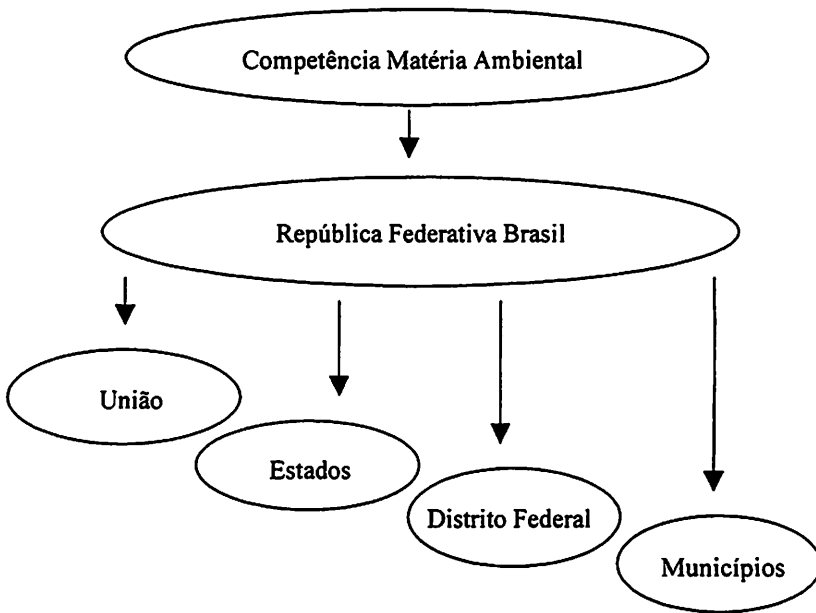 Competência Matéria Ambiental
República Federativa Brasil
União
Estados
Distrito Federal
Municípios